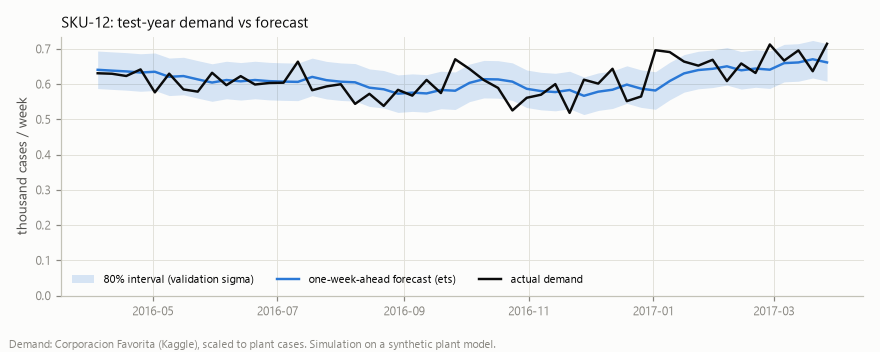 SKU-12: test-year demand vs forecast
thousand cases / week
0.7
0.6
0.5
0.4
0.3
0.2
0.1
0.0
80% interval (validation sigma)
one-week-ahead forecast (ets)
actual demand
2016-05
2016-07
2016-09
2016-11
2017-01
2017-03
Demand: Corporacion Favorita (Kaggle), scaled to plant cases. Simulation on a synthetic plant model.